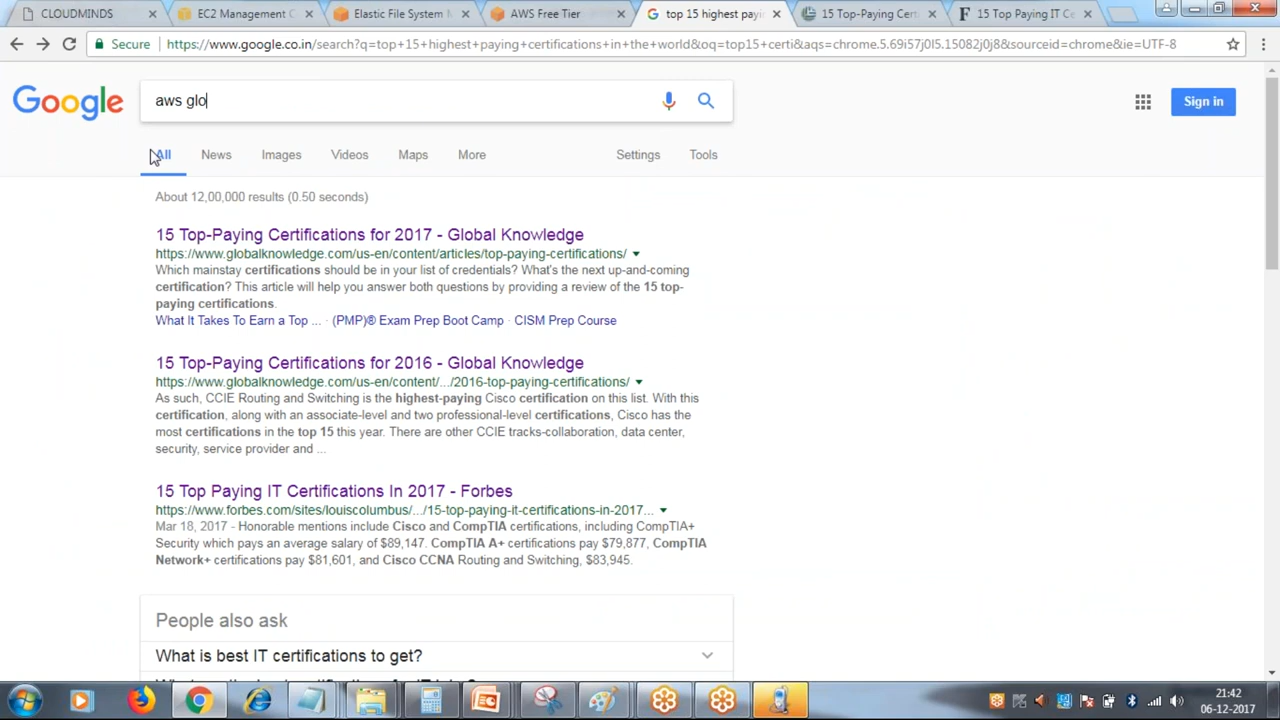 CLOUDMINDS
EC2 Management C
Elastic File System M
AWS Free Tier
top 15 highest payi
15 Top-Paying Cert
15 Top Paying IT Ce
Secure
https://www.google.co.in/search?q=top+15+highest+paying+certifications+in+the+world&oq=top15+certi&aqs=chrome.5.69i57j0l5.15082j0j8&sourceid=chrome&ie=UTF-8
Google
aws glo
Sign in
All
News
Images
Videos
Maps
More
Settings
Tools
About 12,00,000 results (0.50 seconds)
15 Top-Paying Certifications for 2017 - Global Knowledge
https://www.globalknowledge.com/us-en/content/articles/top-paying-certifications/
Which mainstay certifications should be in your list of credentials? What's the next up-and-coming
certification? This article will help you answer both questions by providing a review of the 15 top-
paying certifications.
What It Takes To Earn a Top ... · (PMP)® Exam Prep Boot Camp · CISM Prep Course
15 Top-Paying Certifications for 2016 - Global Knowledge
https://www.globalknowledge.com/us-en/content/.../2016-top-paying-certifications/
As such, CCIE Routing and Switching is the highest-paying Cisco certification on this list. With this
certification, along with an associate-level and two professional-level certifications, Cisco has the
most certifications in the top 15 this year. There are other CCIE tracks-collaboration, data center,
security, service provider and ...
15 Top Paying IT Certifications In 2017 - Forbes
https://www.forbes.com/sites/louiscolumbus/.../15-top-paying-it-certifications-in-2017...
Mar 18, 2017 - Honorable mentions include Cisco and CompTIA certifications, including CompTIA+
Security which pays an average salary of $89,147. CompTIA A+ certifications pay $79,877, CompTIA
Network+ certifications pay $81,601, and Cisco CCNA Routing and Switching, $83,945.
People also ask
What is best IT certifications to get?
21:42
06-12-2017